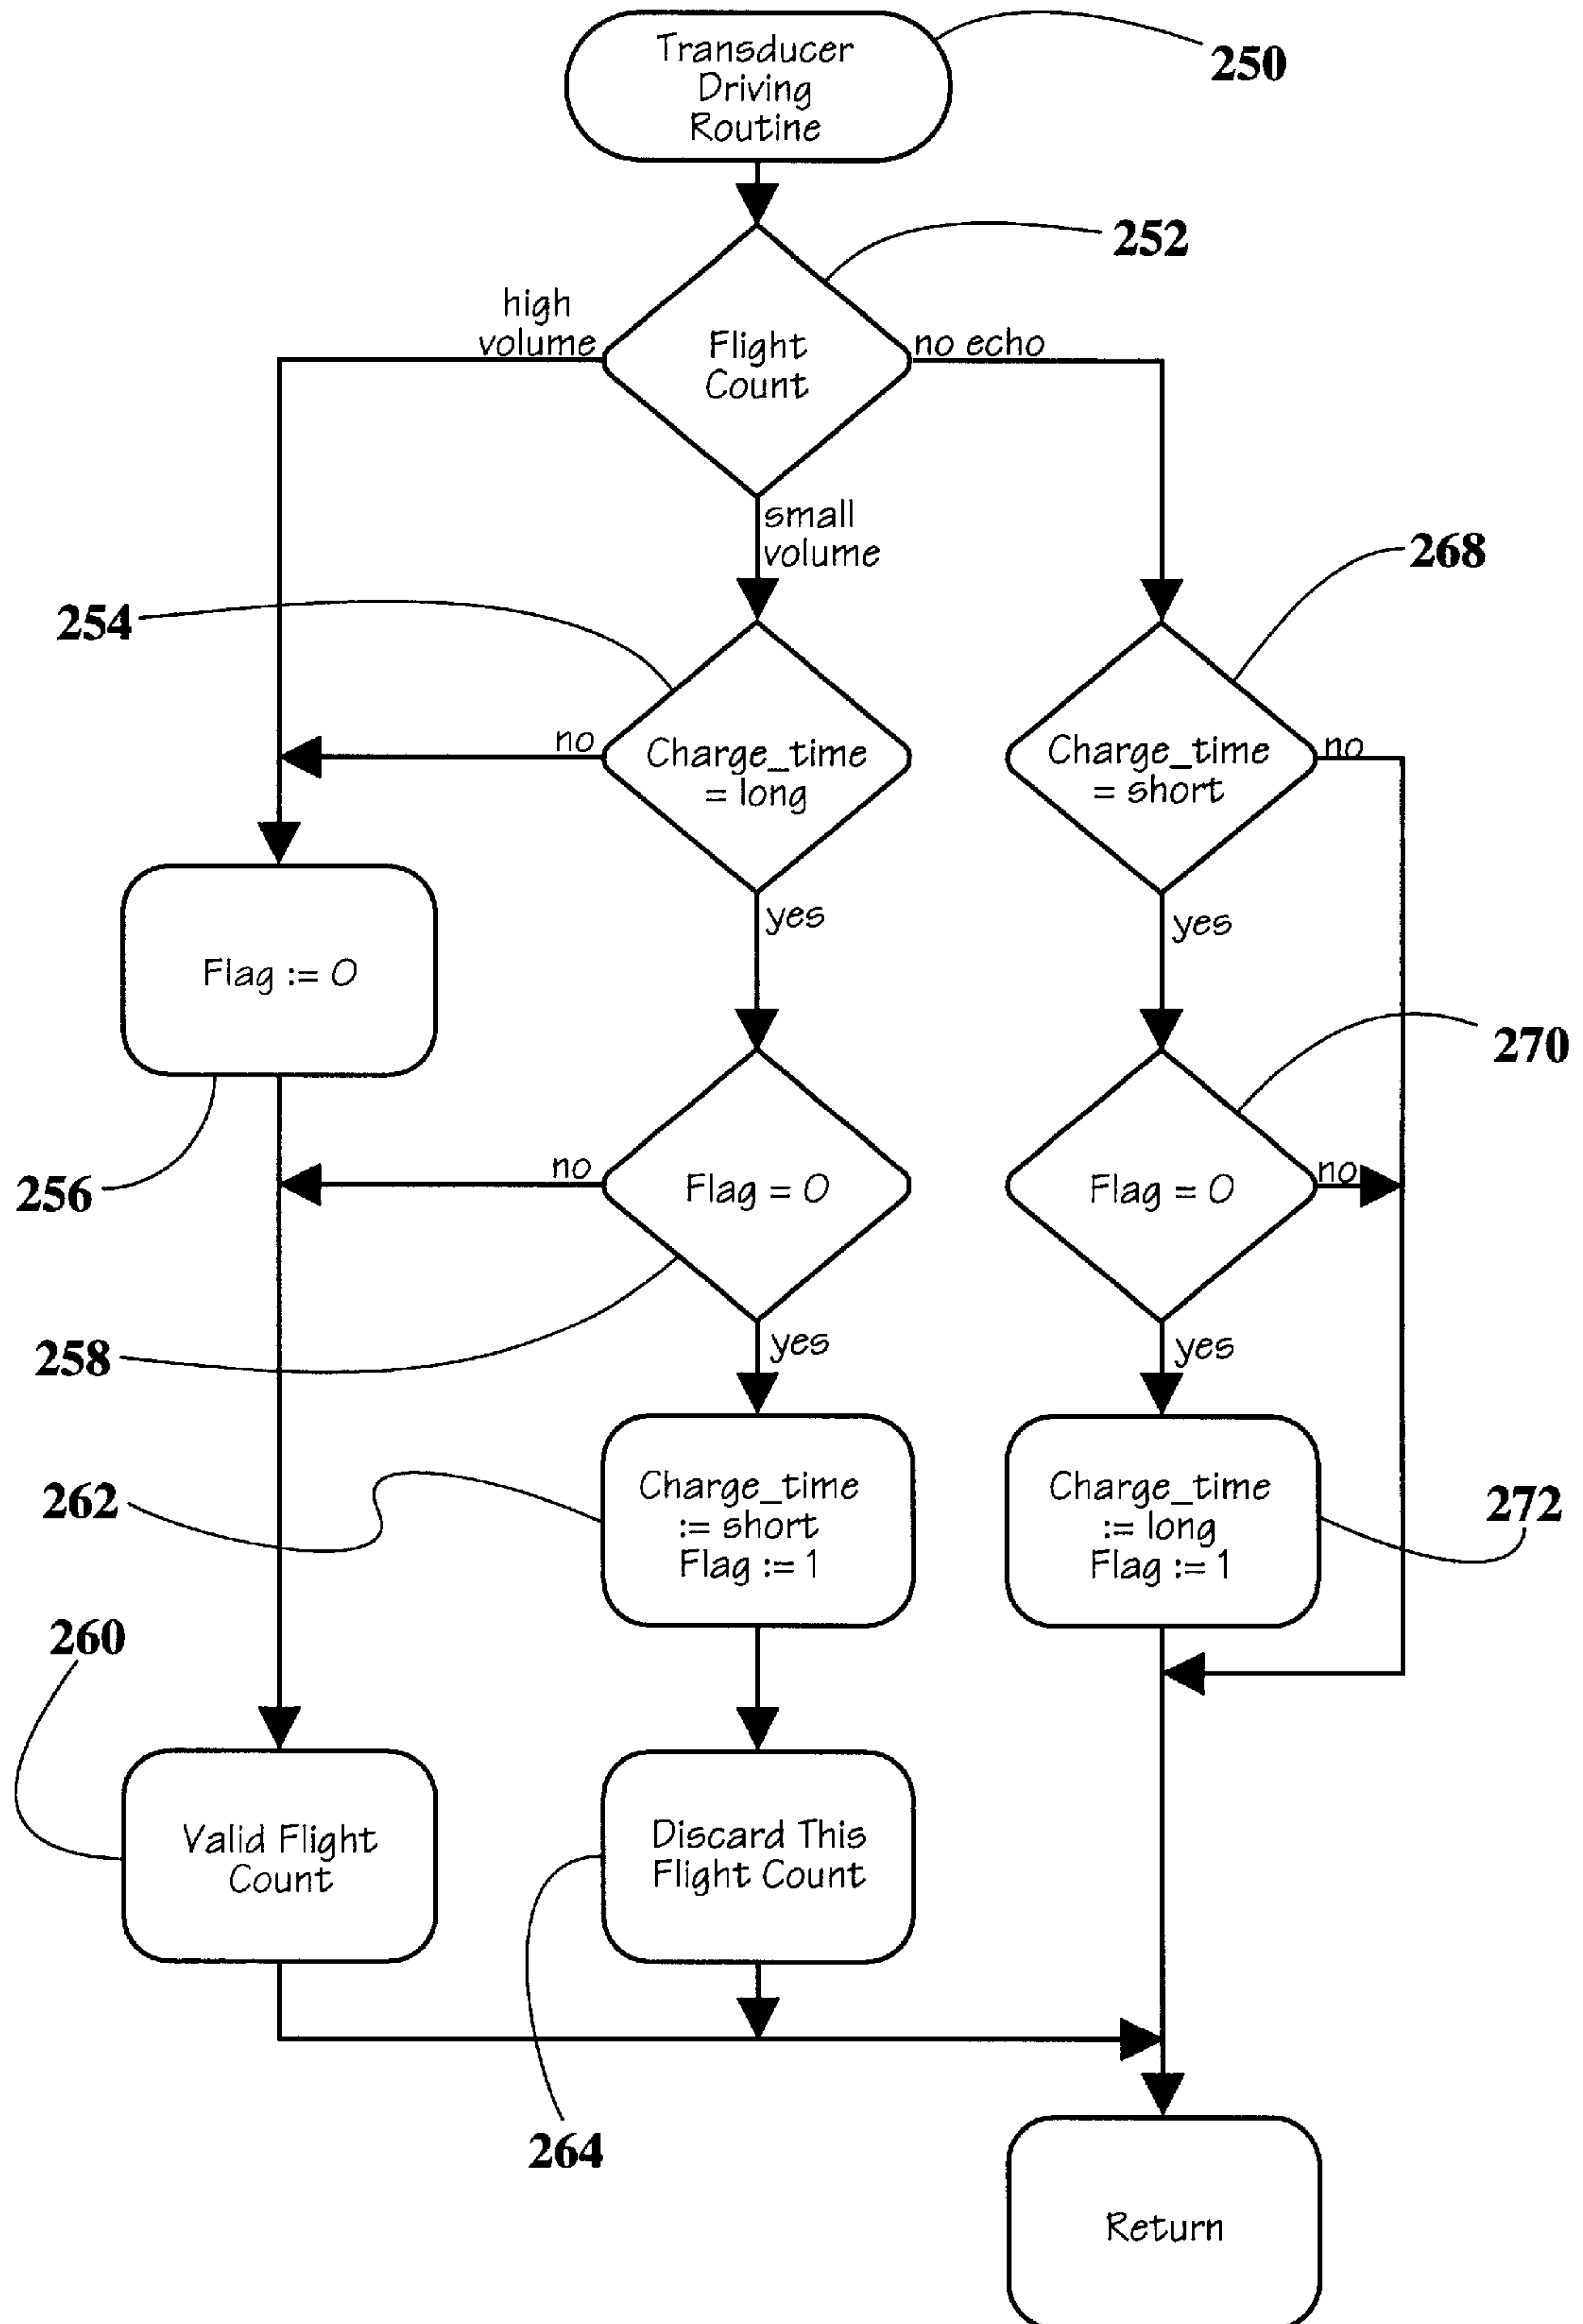 Transducer
Driving
Routine
250
252
high
volume
Flight
Count
no echo
small
volume
268
254
no
Charge_time
= long
Charge_time
= short
no
yes
yes
Flag := 0
270
256
no
Flag = 0
Flag = 0
no
258
yes
yes
262
Charge_time
:= short
Flag := 1
Charge_time
:= long
Flag := 1
272
260
Valid Flight
Count
Discard This
Flight Count
264
Return